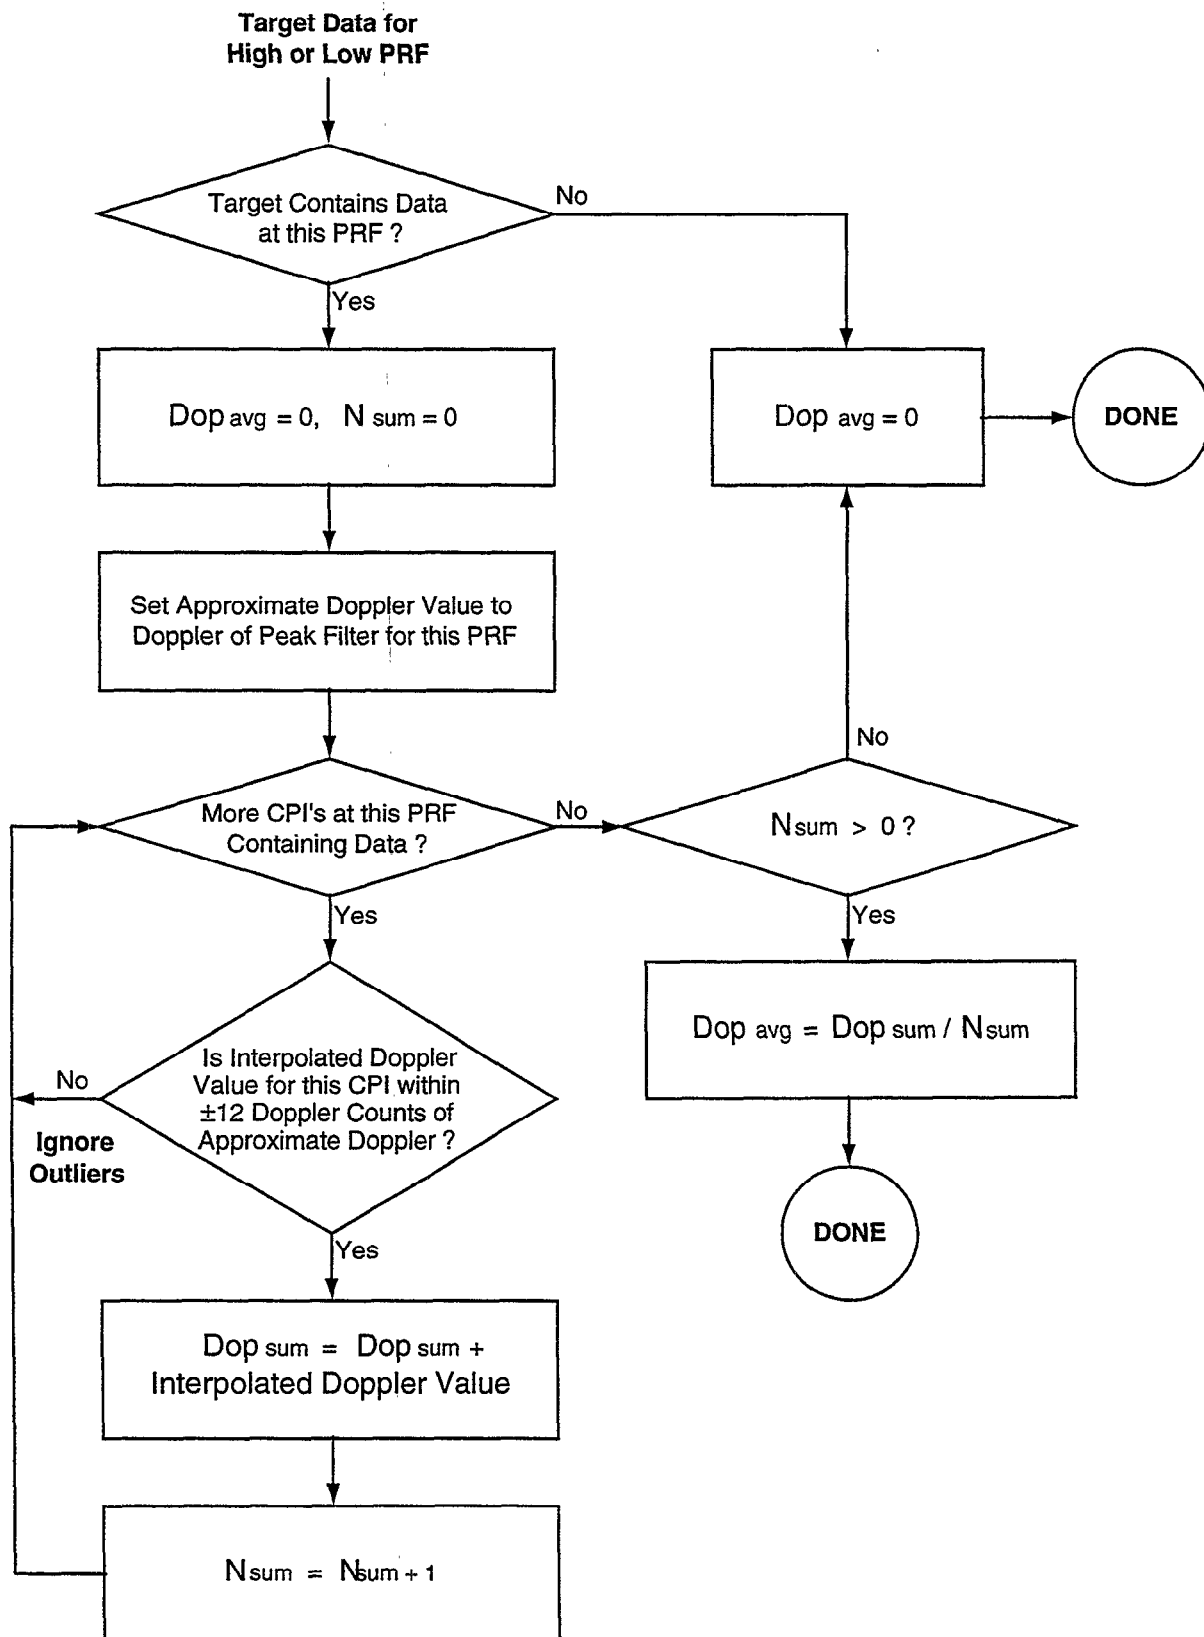 Target Data for
High or Low PRF
Target Contains Data
at this PRF ?
No
Yes
Dop avg = 0, N sum = 0
Dop avg = 0
DONE
Set Approximate Doppler Value to
Doppler of Peak Filter for this PRF
No
More CPI's at this PRF
Containing Data ?
No
N sum > 0 ?
Yes
Yes
Dop avg = Dop sum / N sum
Is Interpolated Doppler
Value for this CPI within
±12 Doppler Counts of
Approximate Doppler ?
No
Ignore
Outliers
DONE
Yes
Dop sum = Dop sum +
Interpolated Doppler Value
N sum = N sum + 1